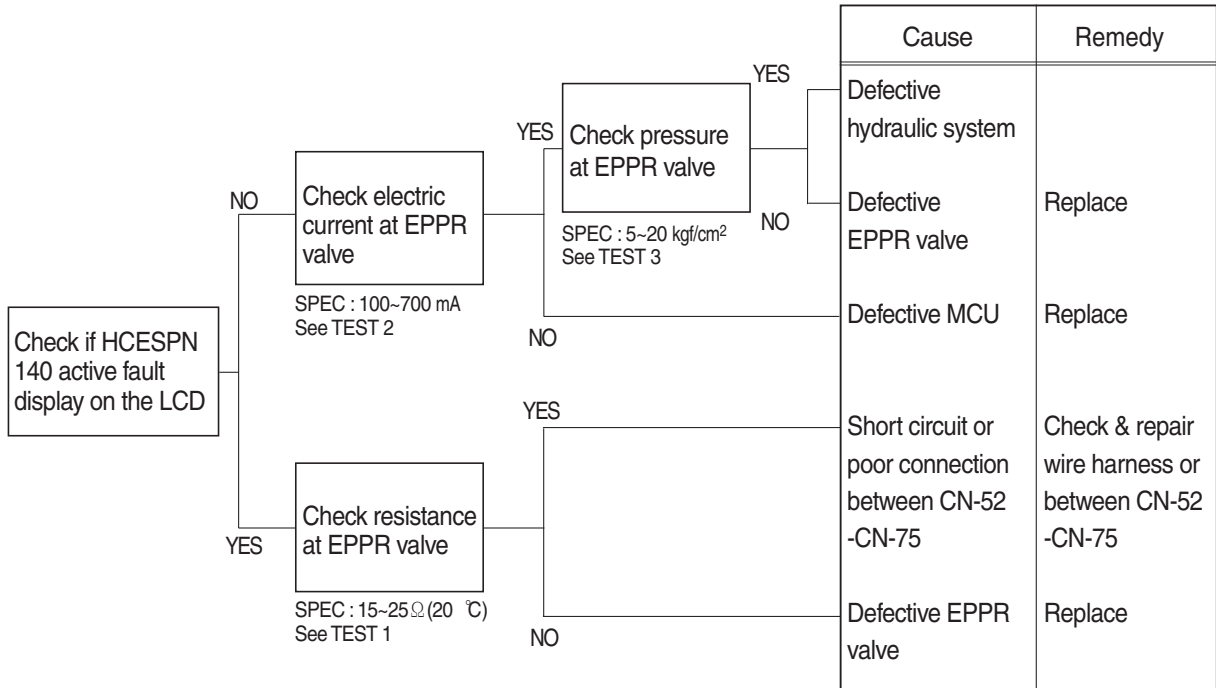 Cause
Remedy
YES
Defective
hydraulic system
YES
Check pressure
at EPPR valve
NO
Check electric
current at EPPR
valve
NO
Defective
EPPR valve
Replace
SPEC : 5~20 kgf/cm²
See TEST 3
SPEC : 100~700 mA
See TEST 2
NO
Defective MCU
Replace
Check if HCESPN
140 active fault
display on the LCD
YES
Short circuit or
poor connection
between CN-52
-CN-75
Check & repair
wire harness or
between CN-52
-CN-75
YES
Check resistance
at EPPR valve
SPEC : 15~25Ω(20 ℃)
See TEST 1
NO
Defective EPPR
valve
Replace